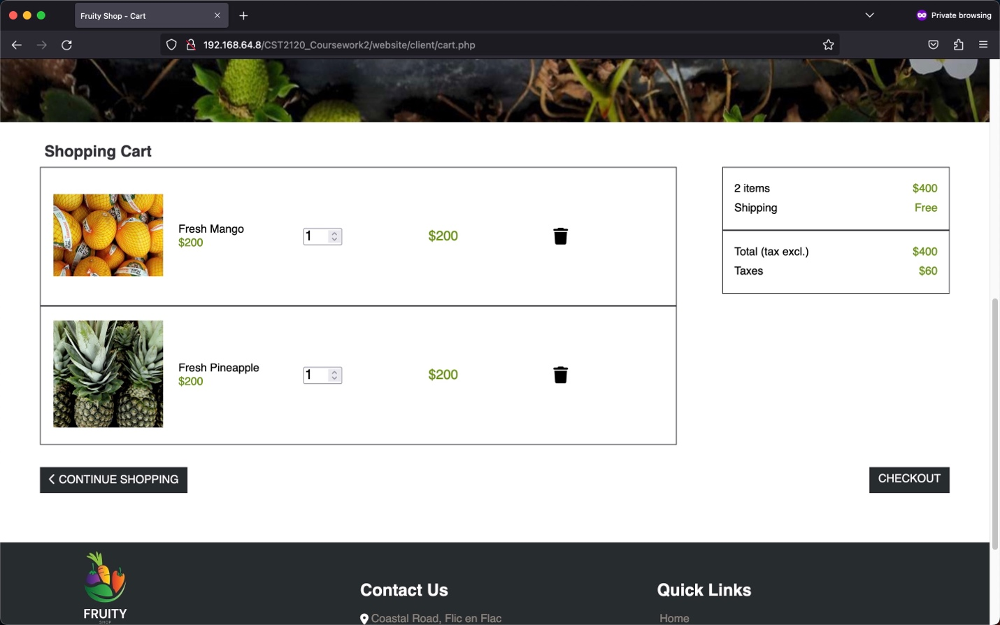 Fruity Shop - Cart
Private browsing
192.168.64.8/CST2120_Coursework2/website/client/cart.php
Shopping Cart
Fresh Mango
$200
1
$200
Fresh Pineapple
$200
1
$200
2 items $400
Shipping Free
Total (tax excl.) $400
Taxes $60
CONTINUE SHOPPING
CHECKOUT
FRUITY
SHOP
Contact Us
Coastal Road, Flic en Flac
Quick Links
Home